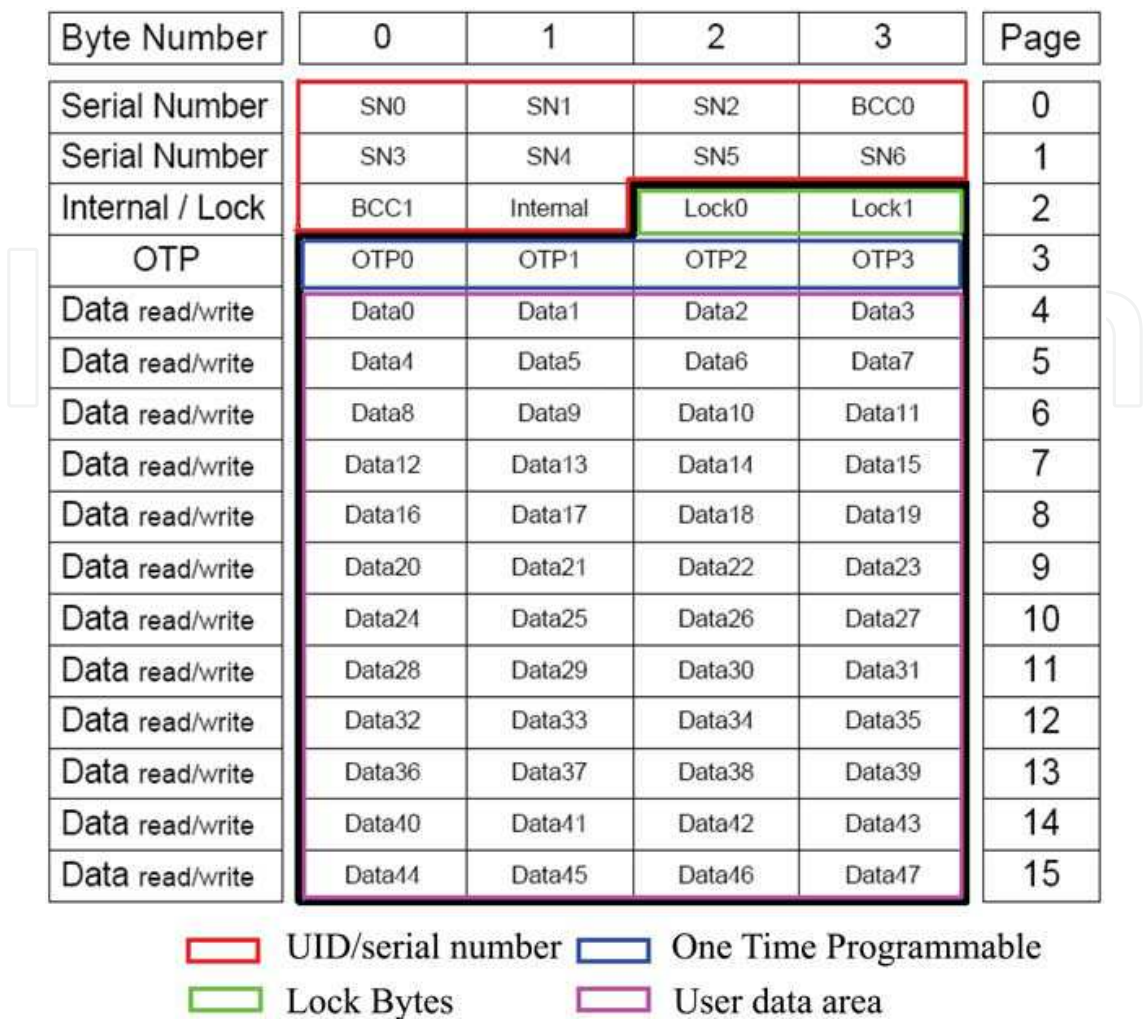 Byte Number 0 1 2 3 Page
Serial Number SN0 SN1 SN2 BCC0 0
Serial Number SN3 SN4 SN5 SN6 1
Internal / Lock BCC1 Internal Lock0 Lock1 2
OTP OTP0 OTP1 OTP2 OTP3 3
Data read/write Data0 Data1 Data2 Data3 4
Data read/write Data4 Data5 Data6 Data7 5
Data read/write Data8 Data9 Data10 Data11 6
Data read/write Data12 Data13 Data14 Data15 7
Data read/write Data16 Data17 Data18 Data19 8
Data read/write Data20 Data21 Data22 Data23 9
Data read/write Data24 Data25 Data26 Data27 10
Data read/write Data28 Data29 Data30 Data31 11
Data read/write Data32 Data33 Data34 Data35 12
Data read/write Data36 Data37 Data38 Data39 13
Data read/write Data40 Data41 Data42 Data43 14
Data read/write Data44 Data45 Data46 Data47 15
UID/serial number One Time Programmable
Lock Bytes User data area